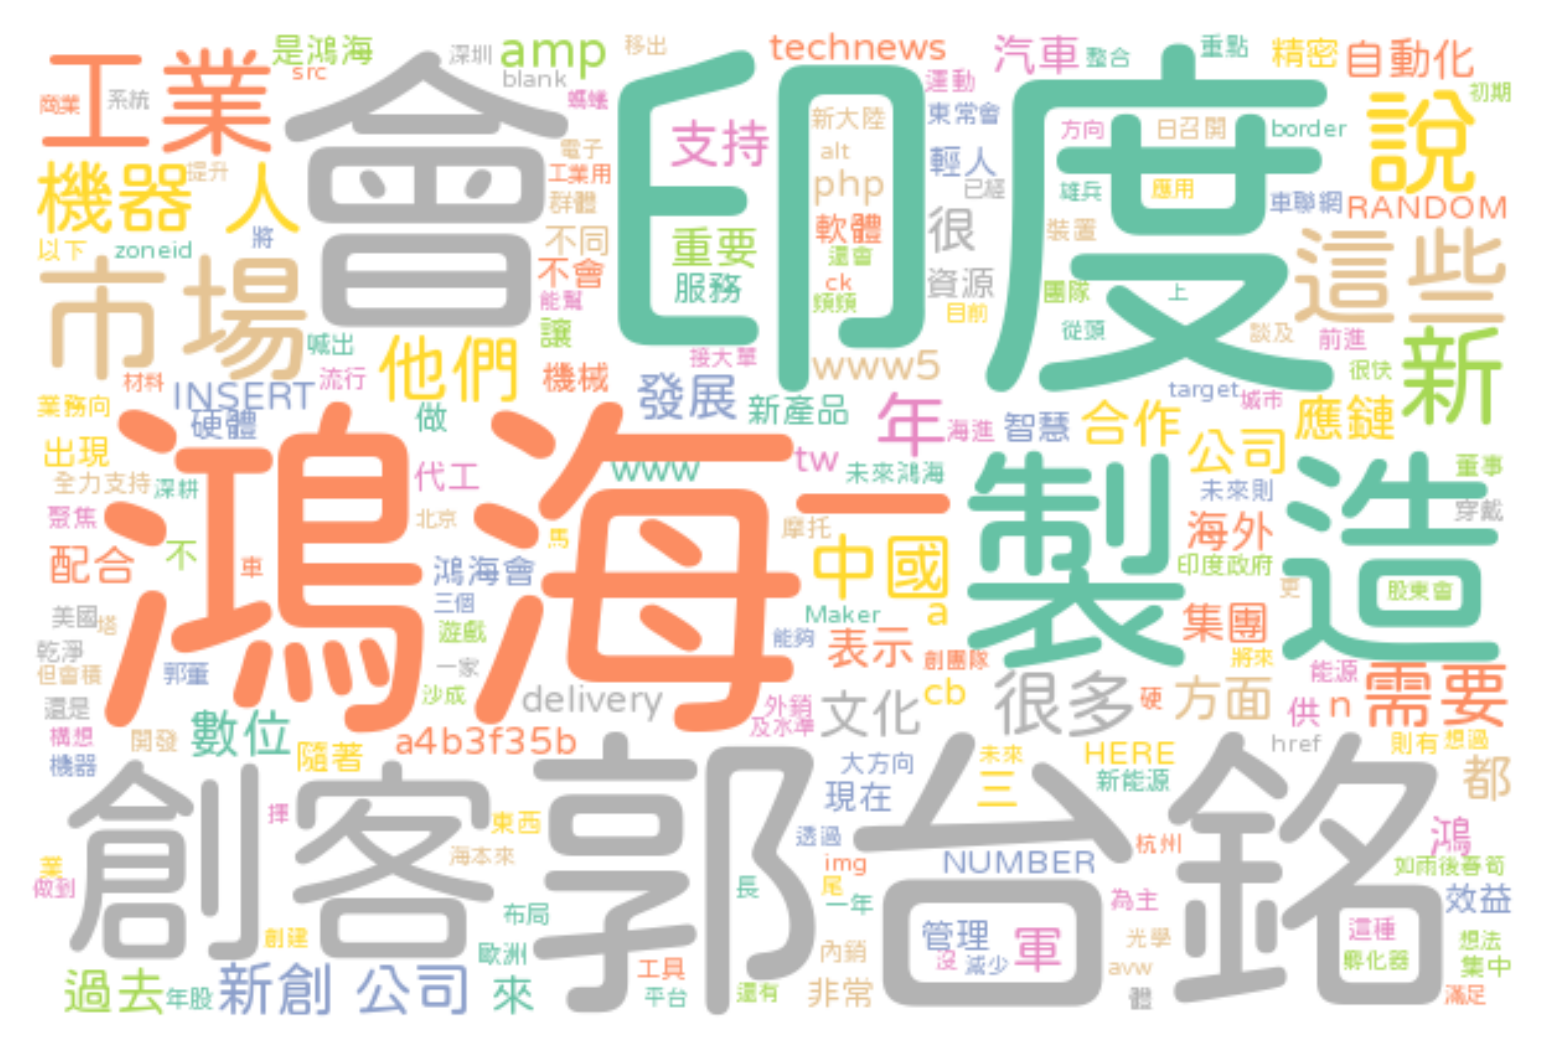 是鴻海 深圳 amp 移出 technews 汽車 整合 重點 精密 自動化
工業 src 會 blank 印度 運動 初期
商業 系統 螞蟻 支持 新大陸 東常會 方向 日召開 border 說
機器人 提升 電子 工業用 群體 alt php 輕人 已經 雄兵 應用 車聯網 RANDOM
以下 zoneid 將 不同 重要 軟體 很 裝置 這些
市場 不會 服務 還會 ck 頻頻 資源 目前 團隊 上
能幫 讓 喊出 從頭 談及 前進 新
材料 INSERT 流行 他們 機械 接大單 www5 target 城市 很快
業務向 硬體 做 發展 新產品 年 海進 智慧 合作 公司 應鏈
出現 鴻海 代工 www tw 未來鴻海 董事
全力支持 深耕 一 製造 未來則 穿戴
聚焦 北京 馬 摩托 中國 海外
配合 不 車 鴻海會 印度政府 股東會
美國 塔 三個 遊戲 Maker a 更 集團
乾淨 能夠 表示 創團隊 將來
但會積 郭董 一家 沙成 delivery 外銷 及水準 cb 很多 硬 方面 能源 需要
還是 文化 供 n
構想 開發 數位 隨著 a4b3f35b href 則有 想過
機器 大方向 未來 HERE 新能源 都
創客 郭台銘 現在 三
揮 東西 透過 杭州 鴻
業 做到 海本來 img NUMBER 如雨後春筍
長 尾 一年 為主 效益
創建 布局 歐洲 內銷 管理 沒 減少 軍 光學 這種 想法
過去 年股 新創 公司 來 工具 平台 還有 非常 avw 體 孵化器 集中 滿足